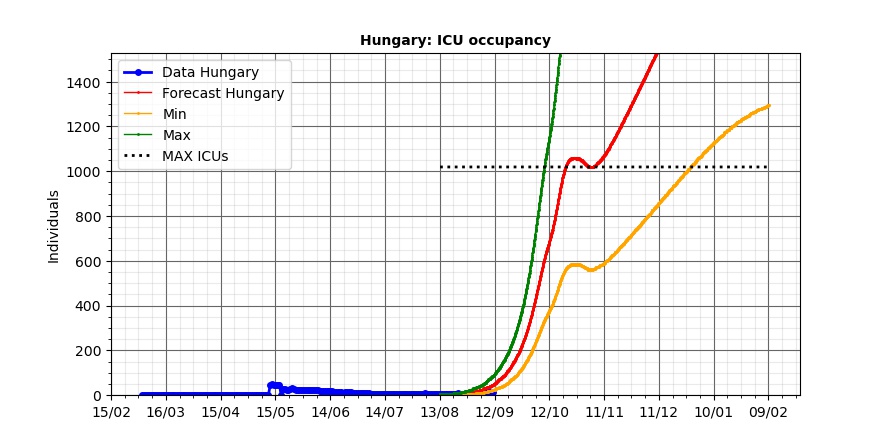 Hungary: ICU occupancy
Individuals
1400
1200
1000
800
600
400
200
0
Data Hungary
Forecast Hungary
Min
Max
MAX ICUs
15/02 16/03 15/04 15/05 14/06 14/07 13/08 12/09 12/10 11/11 11/12 10/01 09/02